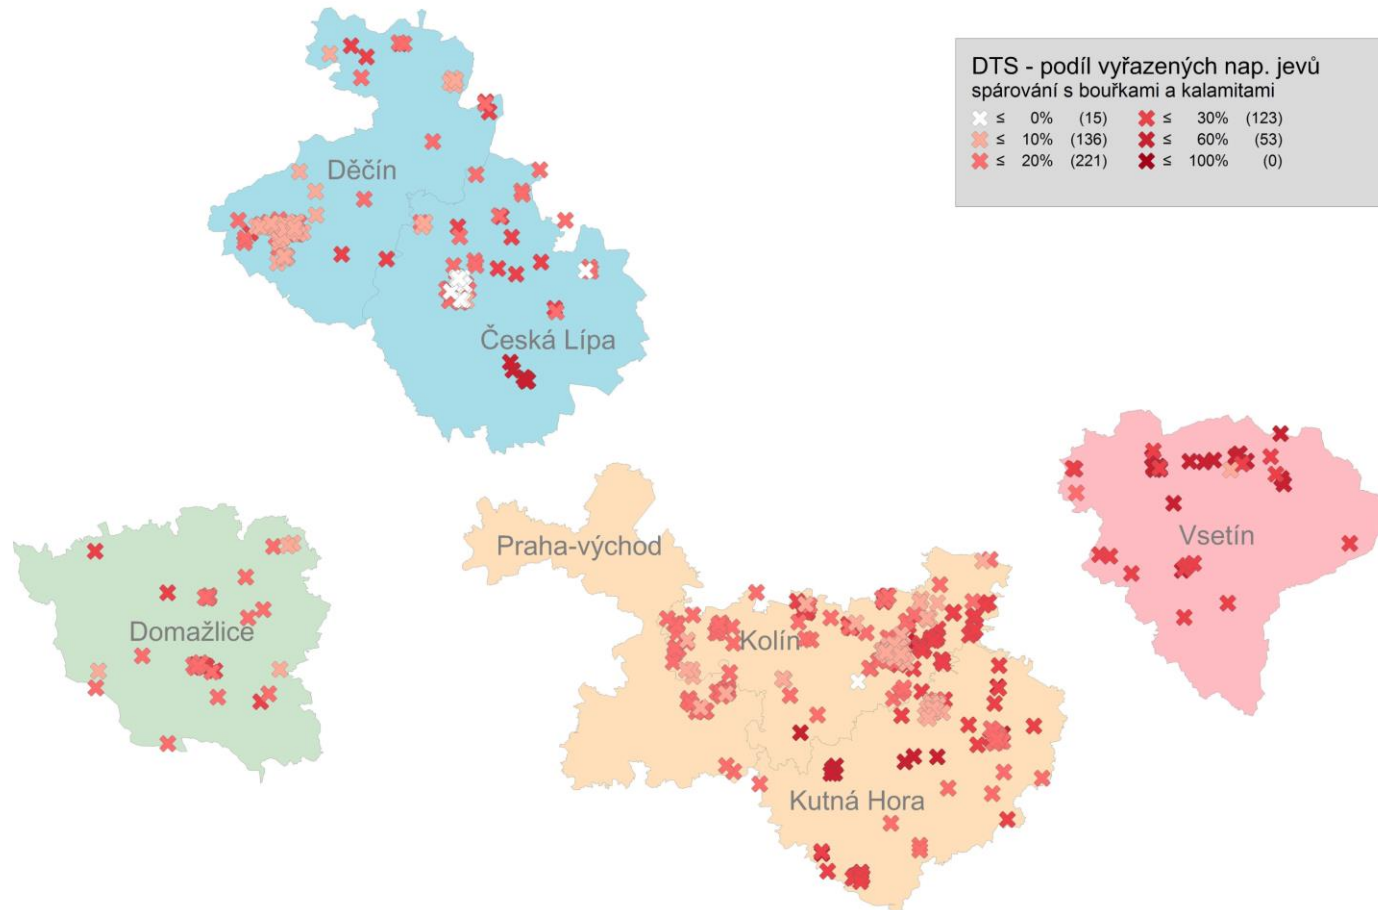 DTS - podíl vyřazených nap. jevů
spárování s bouřkami a kalamitami
≤ 0% (15) ≤ 30% (123)
≤ 10% (136) ≤ 60% (53)
≤ 20% (221) ≤ 100% (0)
Děčín
Česká Lípa
Praha-východ
Vsetín
Domažlice
Kolín
Kutná Hora